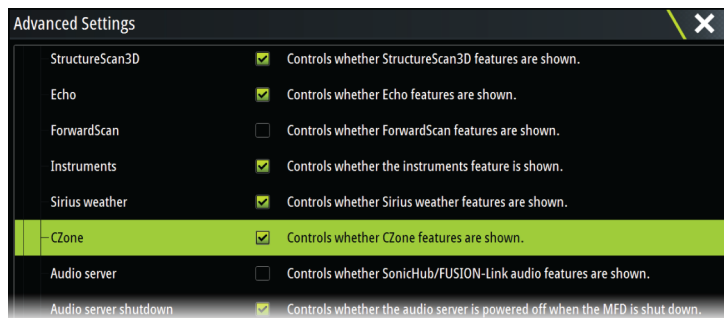 Advanced Settings
StructureScan3D Controls whether StructureScan3D features are shown.
Echo Controls whether Echo features are shown.
ForwardScan Controls whether ForwardScan features are shown.
Instruments Controls whether the instruments feature is shown.
Sirius weather Controls whether Sirius weather features are shown.
CZone Controls whether CZone features are shown.
Audio server Controls whether SonicHub/FUSION-Link audio features are shown.
Audio server shutdown Controls whether the audio server is powered off when the MFD is shut down.